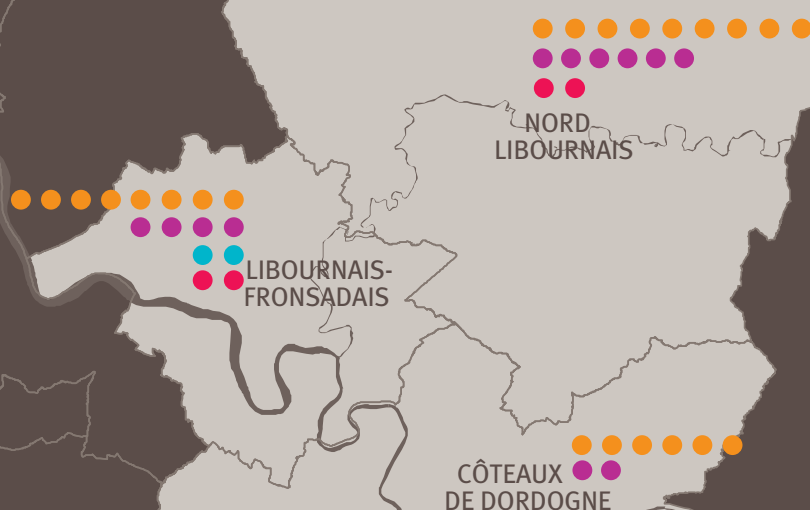 NORD
LIBOURNAIS
LIBOURNAIS-
FRONSADAIS
CÔTEAUX
DE DORDOGNE